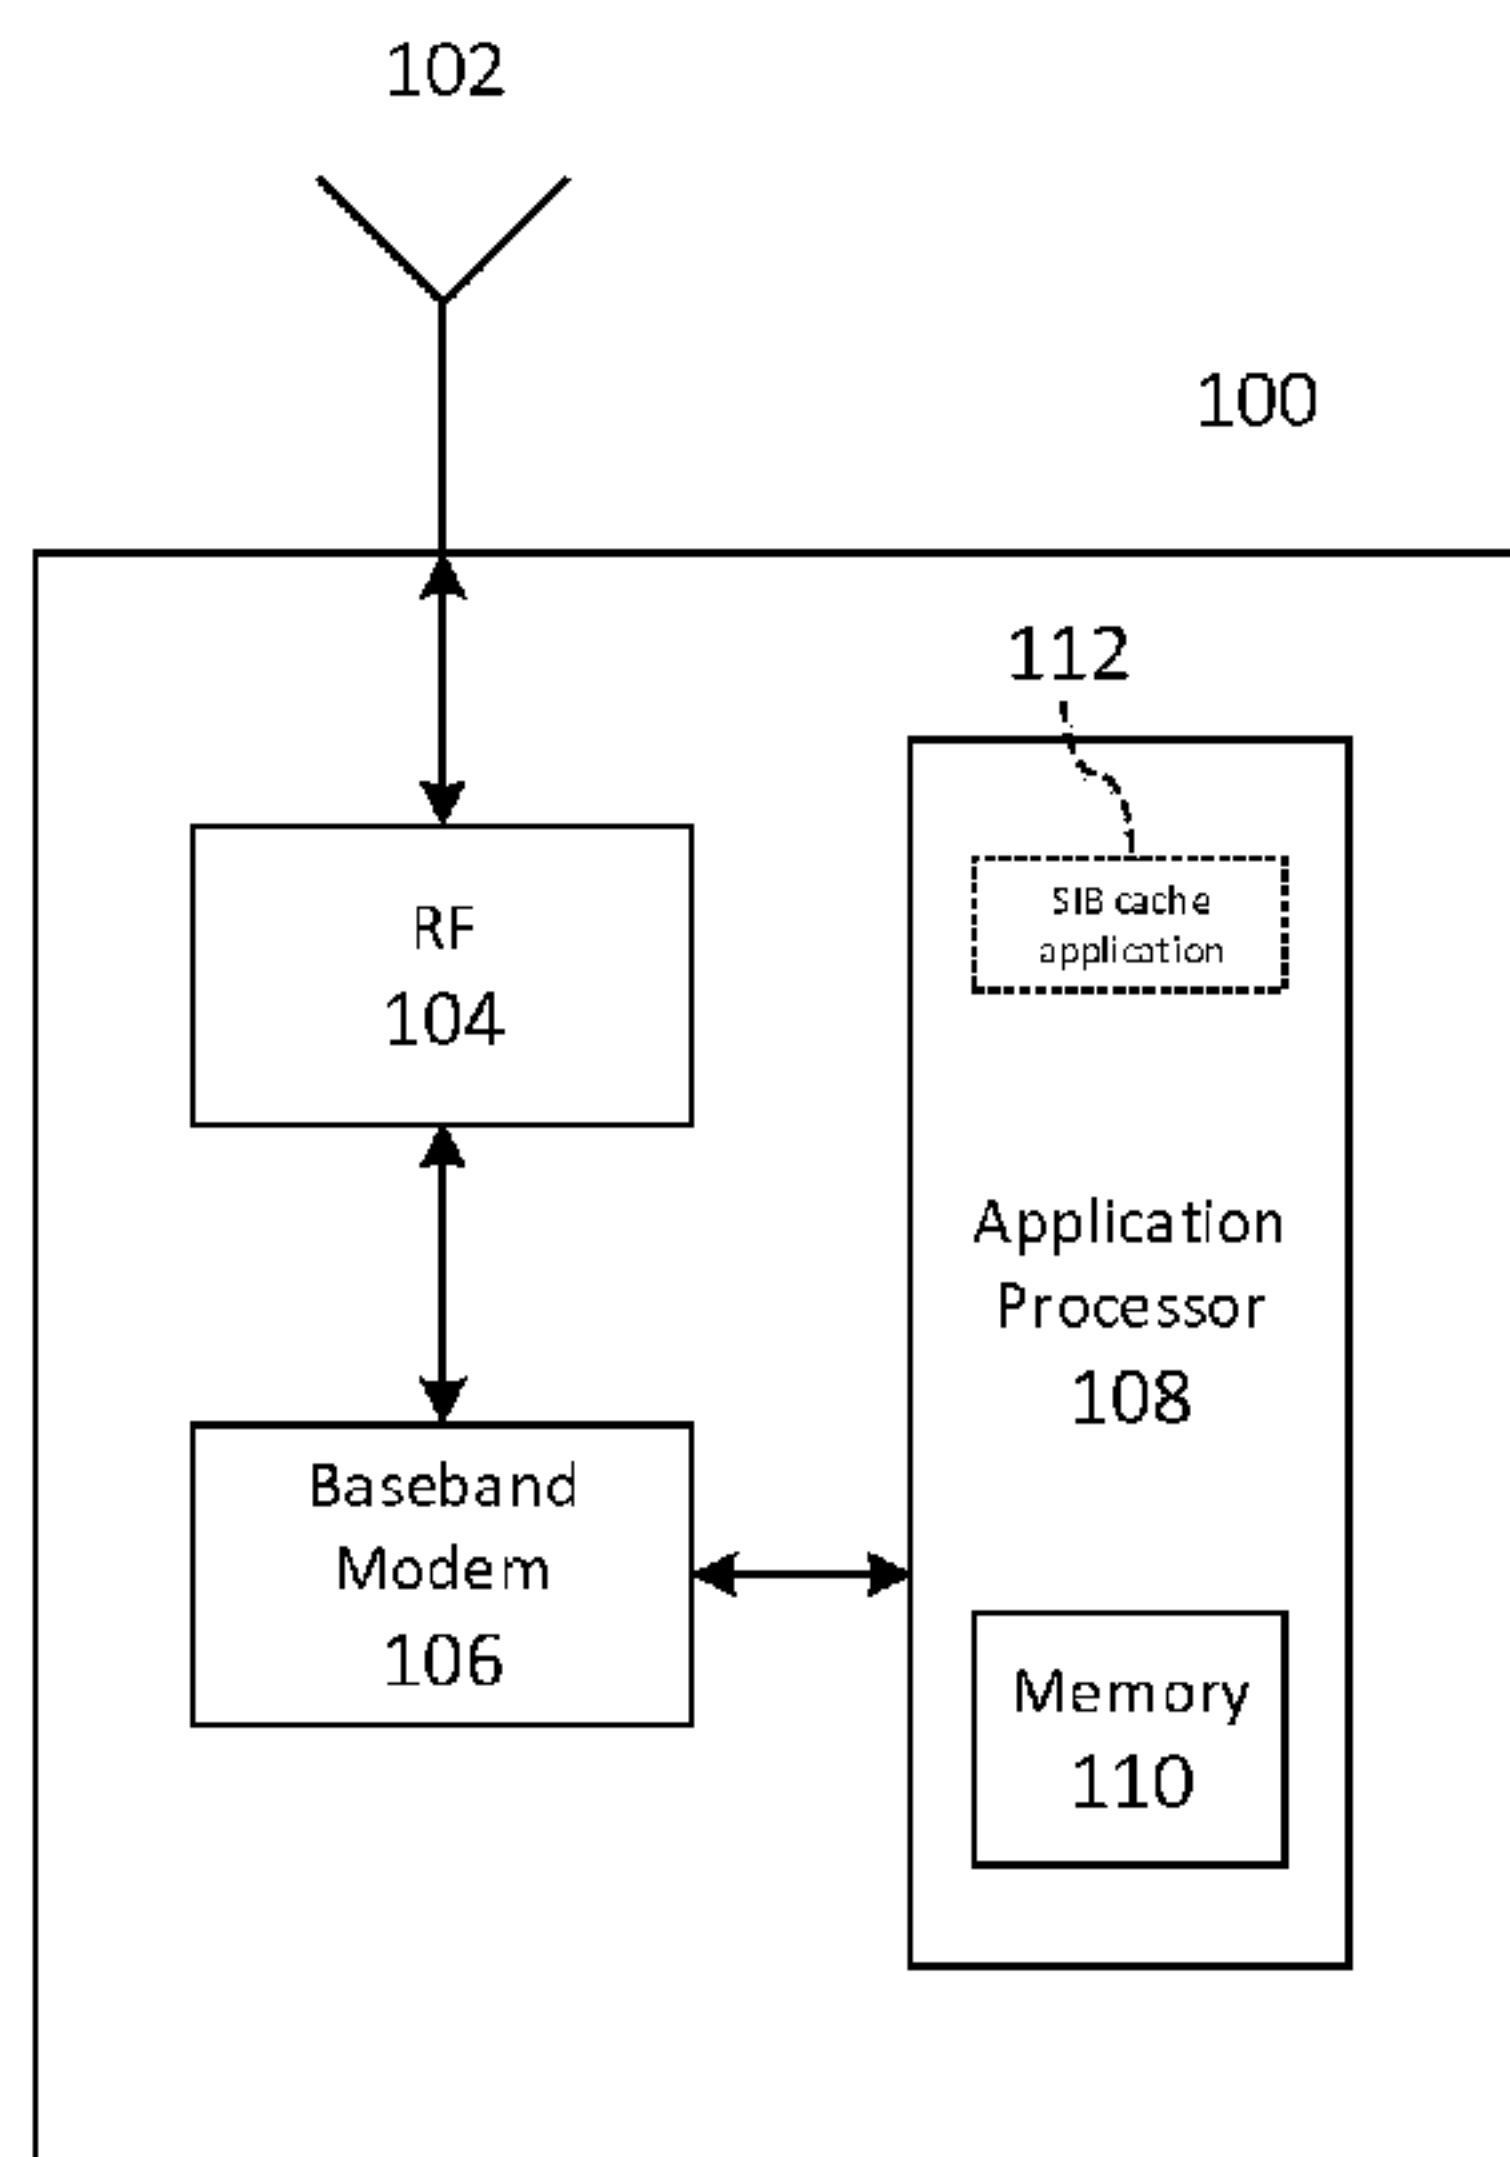 102
100
112
SIB cache
application
RF
104
Application
Processor
108
Baseband
Modem
106
Memory
110